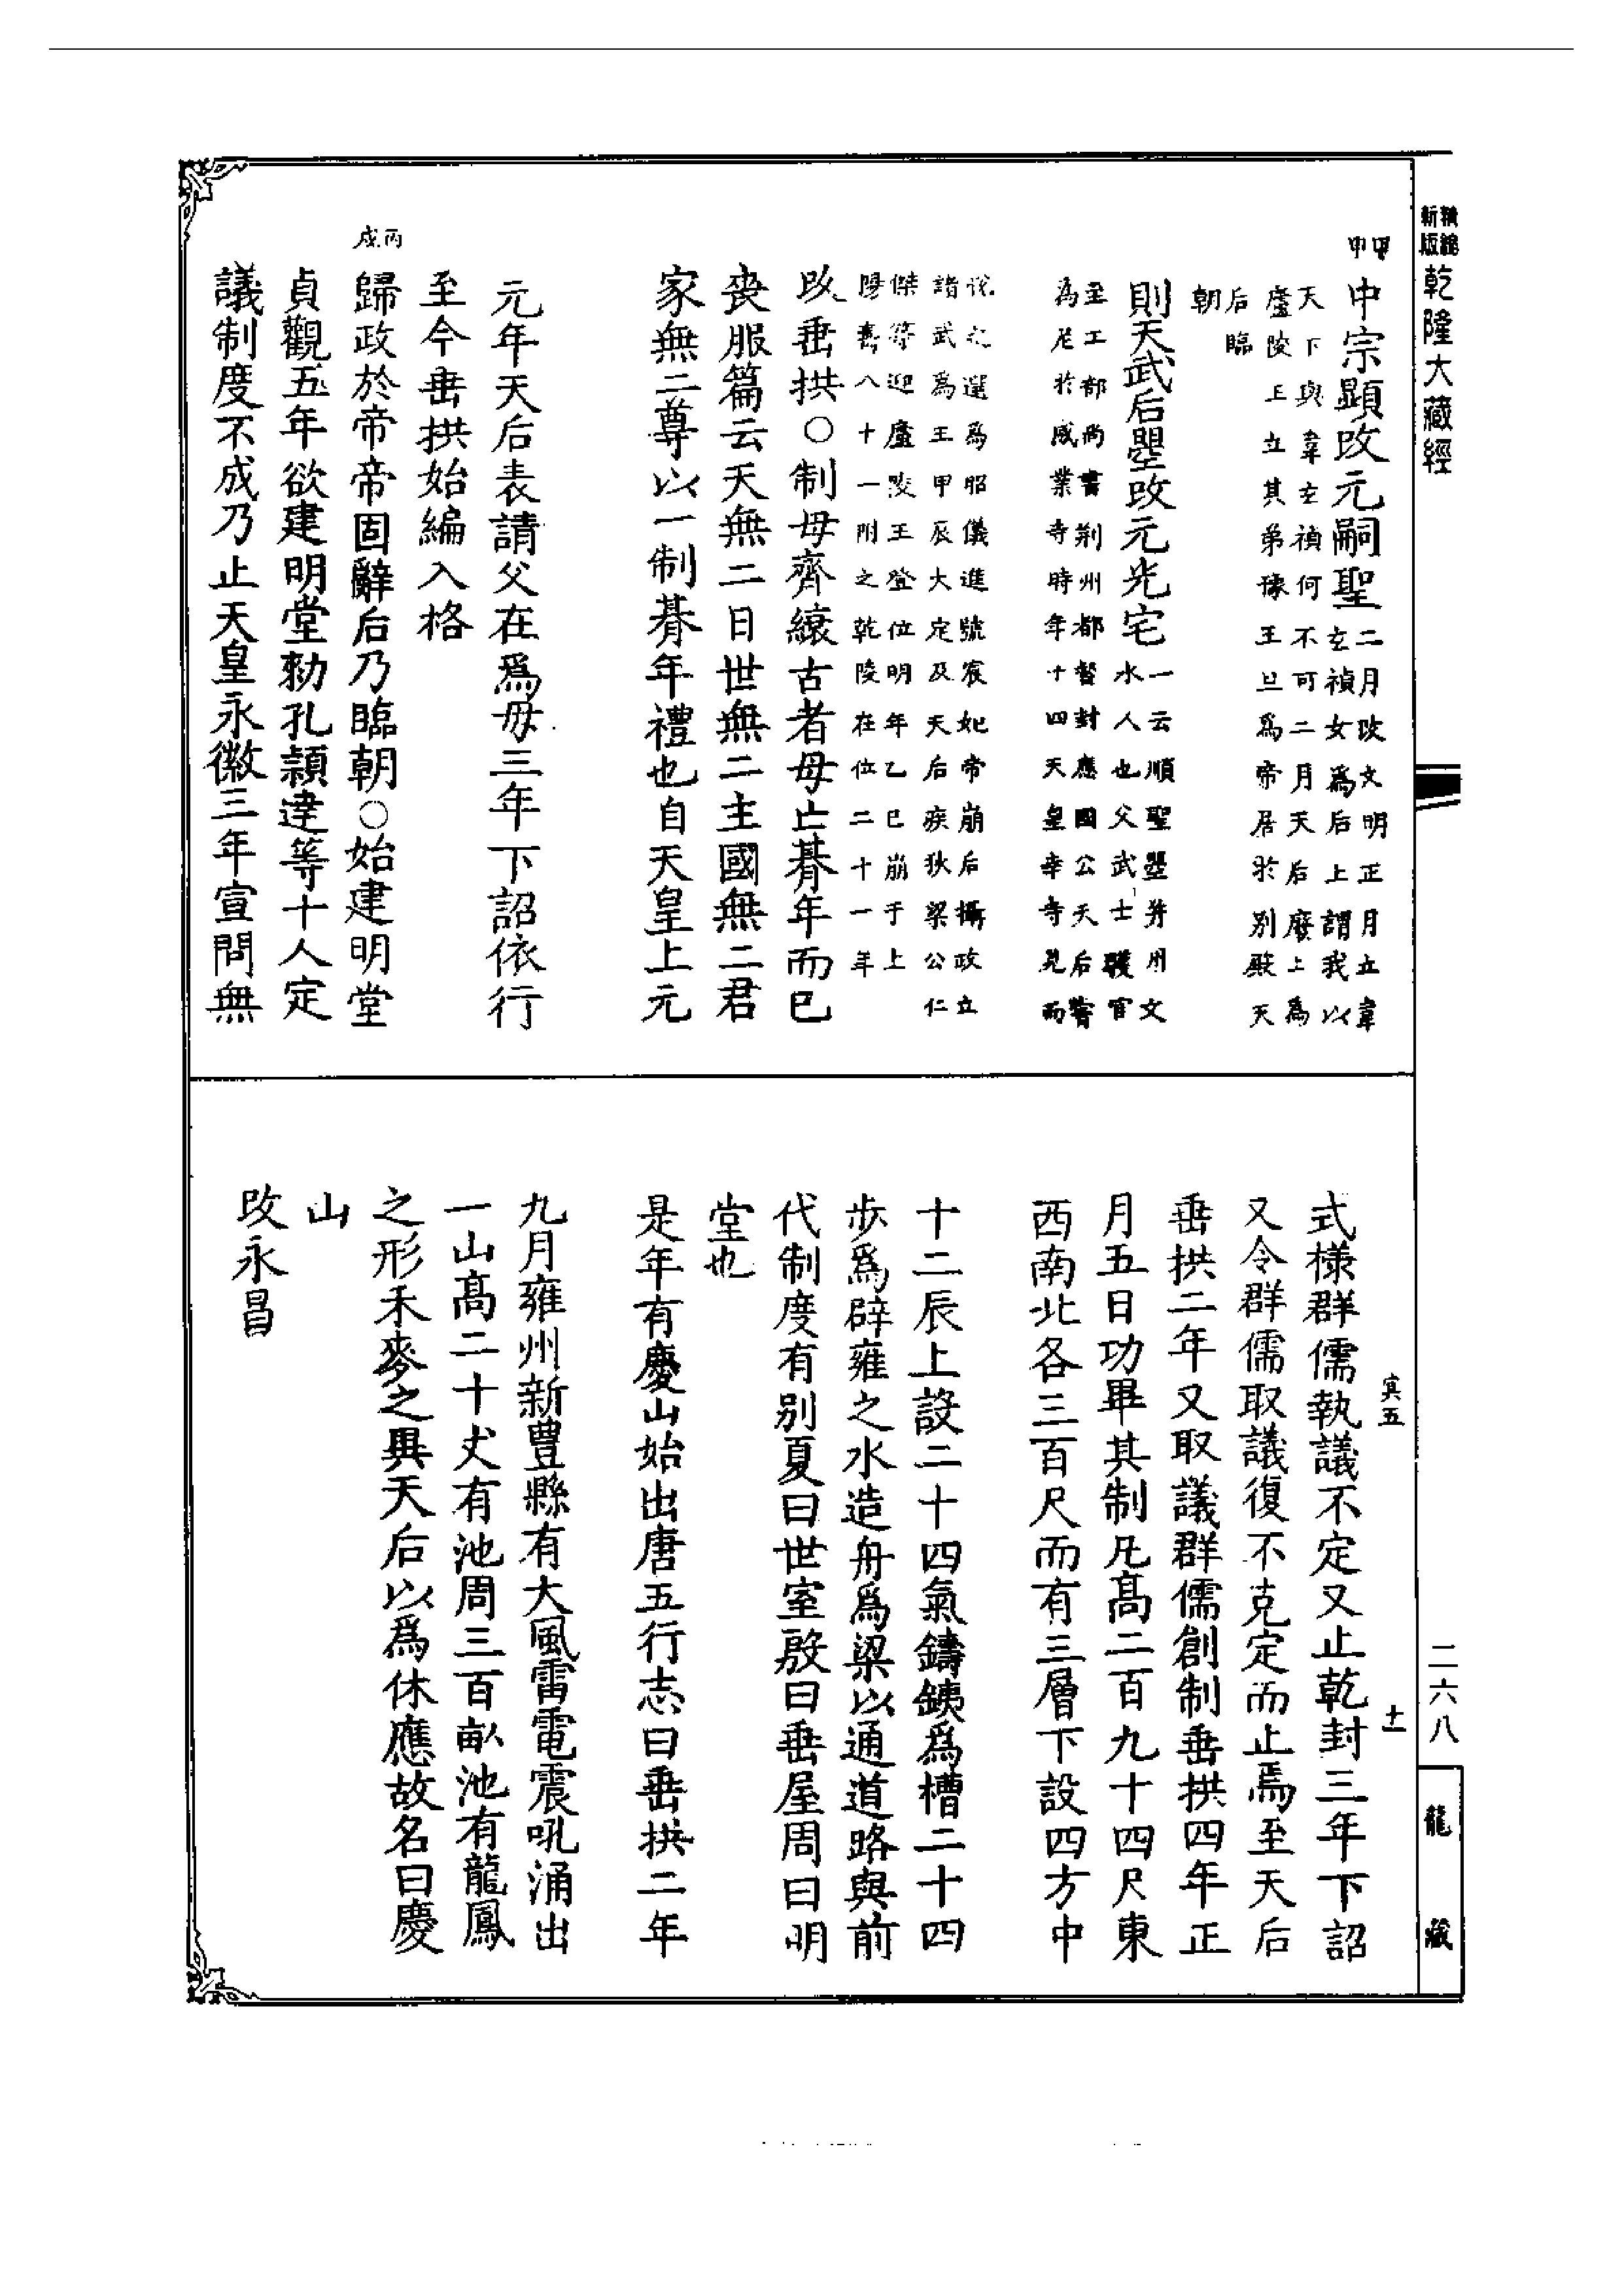 精縮新版
乾隆大藏經
甲申
中宗顯改元嗣聖二月改文明正月立韋
玄禎女爲后上謂我以
天下與韋玄禎何不可二月天后廢上爲
廬陵王立其弟豫王旦爲帝居於別殿天
后臨
朝
則天武后曌改元光宅一云順聖曌并用文
水人也父武士彠官
至工部尚書荆州都督封應國公天后嘗
爲尼於感業寺時年十四天皇幸寺見而
悅之選爲昭儀進號宸妃帝崩后攝政立
諸武爲王甲辰大定及天后疾狄梁公仁
傑等迎廬陵王登位明年乙巳崩于上
陽壽八十一附之乾陵在位二十一年
改垂拱○制母齊縗古者母亡朞年而已
喪服篇云天無二日世無二主國無二君
家無二尊以一制朞年禮也自天皇上元
元年天后表請父在爲母三年下詔依行
至今垂拱始編入格
丙戌
歸政於帝帝固辭后乃臨朝○始建明堂
貞觀五年欲建明堂勑孔穎達等十人定
議制度不成乃止天皇永徽三年宣問無
式樣群儒執議不定又止乾封三年下詔
又令群儒取議復不克定而止焉至天后
垂拱二年又取議群儒創制垂拱四年正
月五日功畢其制凡高二百九十四尺東
西南北各三百尺而有三層下設四方中
十二辰上設二十四氣鑄鐵爲槽二十四
步爲辟雍之水造舟爲梁以通道路與前
代制度有別夏曰世室殷曰垂屋周曰明
堂也
是年有慶山始出唐五行志曰垂拱二年
九月雍州新豐縣有大風雷電震吼涌出
一山高二十丈有池周三百畝池有龍鳳
之形禾麥之異天后以爲休應故名曰慶
山
改永昌
賓五
十一
二六八
龍藏